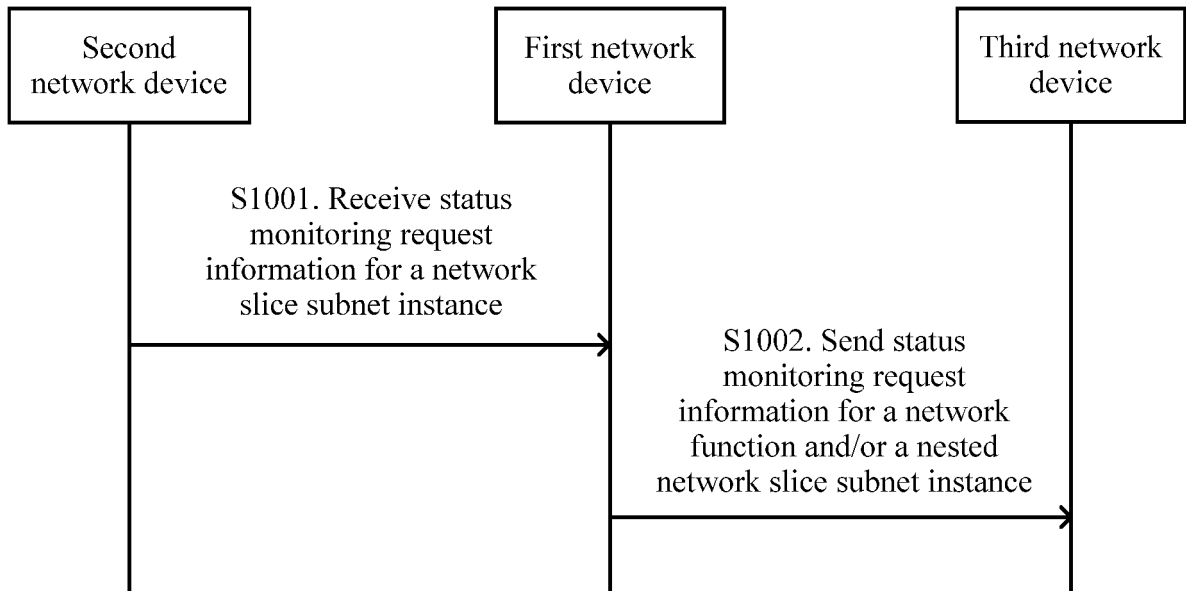 Second
network device
First network
device
Third network
device
S1001. Receive status
monitoring request
information for a network
slice subnet instance
S1002. Send status
monitoring request
information for a network
function and/or a nested
network slice subnet instance